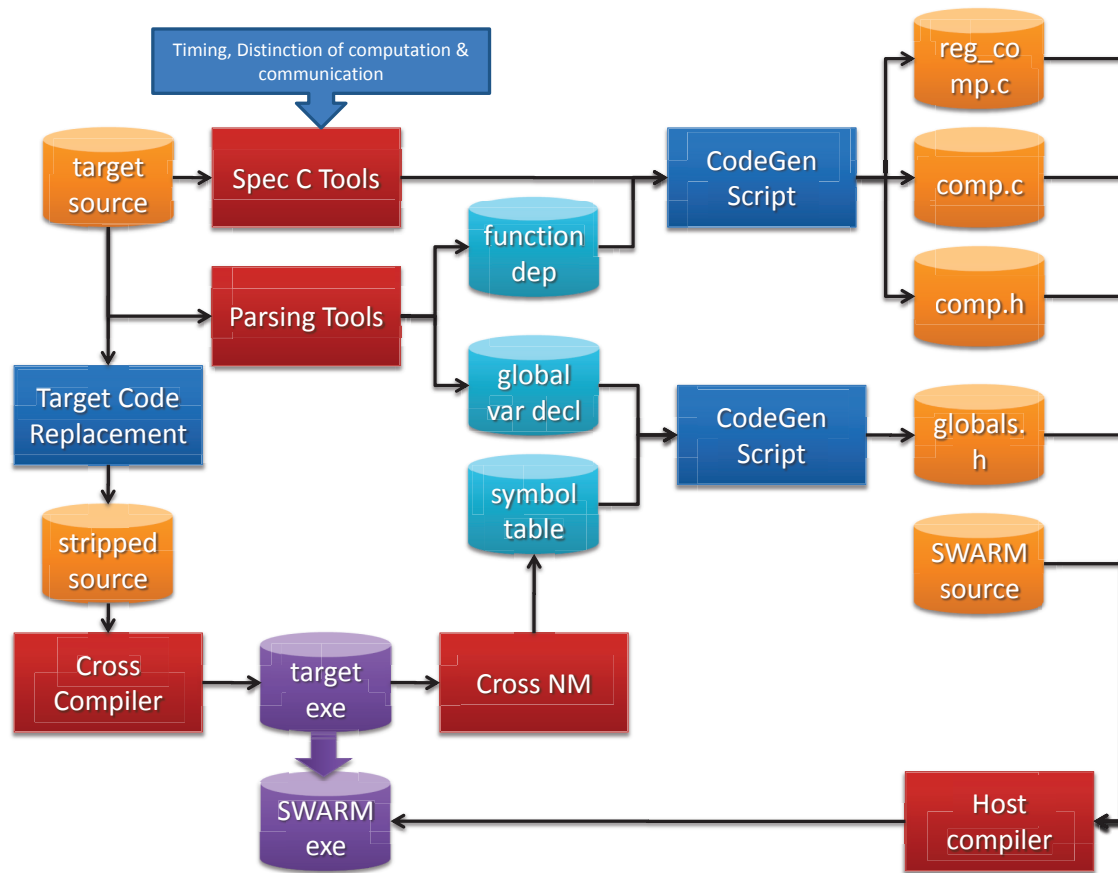 Timing, Distinction of computation &
communication
reg_co
mp.c
target
source
Spec C Tools
CodeGen
Script
comp.c
function
dep
Parsing Tools
comp.h
Target Code
Replacement
global
var decl
CodeGen
Script
globals.
h
symbol
table
stripped
source
SWARM
source
Cross
Compiler
target
exe
Cross NM
SWARM
exe
Host
compiler